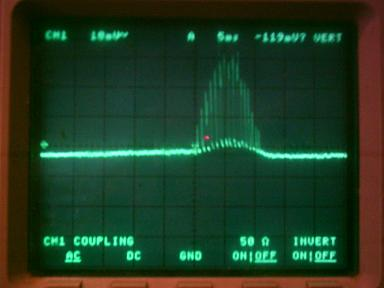 CH1 10mV~ A 5ms -119mV? VERT
CH1 COUPLING 50 Ω INVERT
AC DC GND ON|OFF ON|OFF